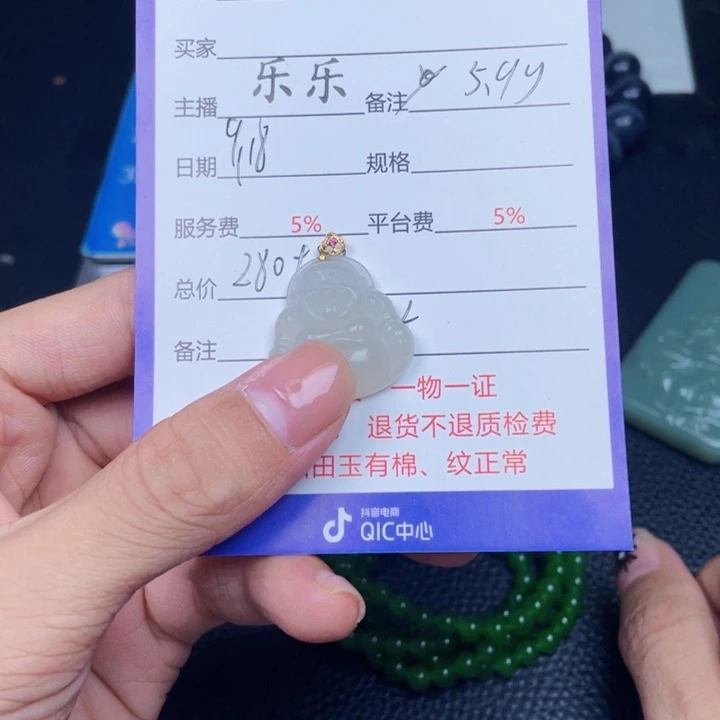 买家
主播 乐乐 备注 5.99
日期 9.18 规格
服务费 5% 平台费 5%
总价 280+
备注
一物一证
退货不退质检费
田玉有棉、纹正常
抖音电商
QIC中心